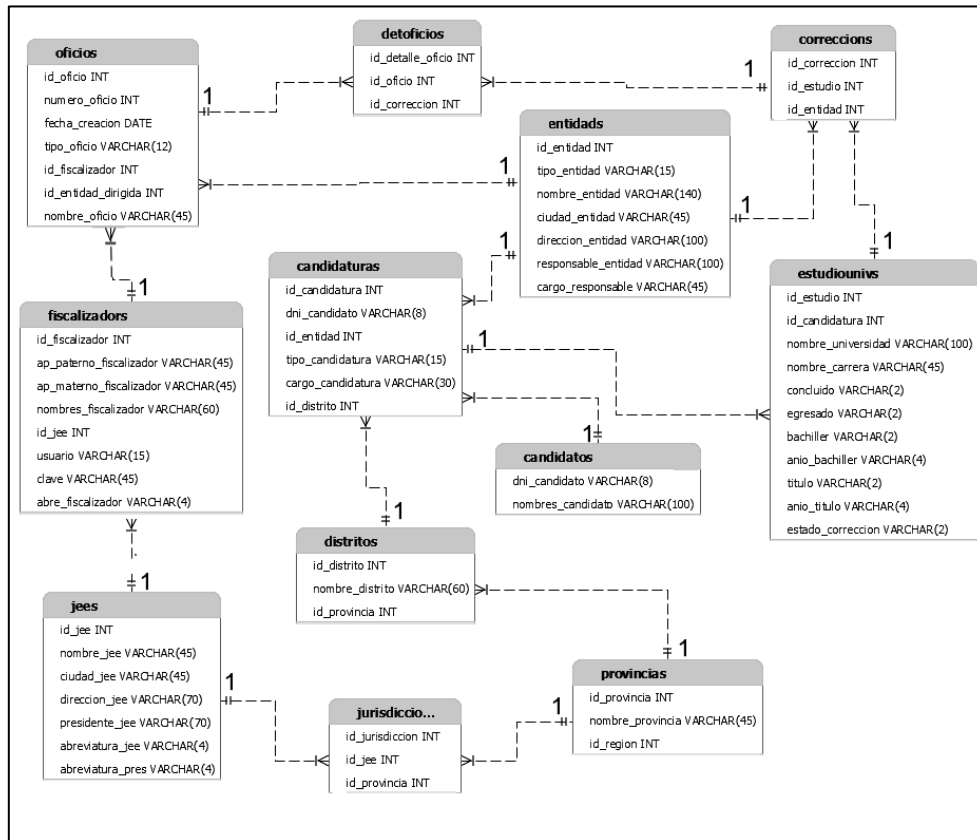 oficios
id_oficio INT
numero_oficio INT
fecha_creacion DATE
tipo_oficio VARCHAR(12)
id_fiscalizador INT
id_entidad_dirigida INT
nombre_oficio VARCHAR(45)
1
1
detoficios
id_detalle_oficio INT
id_oficio INT
id_correccion INT
1
correccions
id_correccion INT
id_estudio INT
id_entidad INT
1
entidads
id_entidad INT
tipo_entidad VARCHAR(15)
nombre_entidad VARCHAR(140)
ciudad_entidad VARCHAR(45)
direccion_entidad VARCHAR(100)
responsable_entidad VARCHAR(100)
cargo_responsable VARCHAR(45)
1
1
1
candidaturas
id_candidatura INT
dni_candidato VARCHAR(8)
id_entidad INT
tipo_candidatura VARCHAR(15)
cargo_candidatura VARCHAR(30)
id_distrito INT
1
estudiounivs
id_estudio INT
id_candidatura INT
nombre_universidad VARCHAR(100)
nombre_carrera VARCHAR(45)
concluido VARCHAR(2)
egresado VARCHAR(2)
bachiller VARCHAR(2)
anio_bachiller VARCHAR(4)
titulo VARCHAR(2)
anio_titulo VARCHAR(4)
estado_correccion VARCHAR(2)
fiscalizadors
id_fiscalizador INT
ap_paterno_fiscalizador VARCHAR(45)
ap_materno_fiscalizador VARCHAR(45)
nombres_fiscalizador VARCHAR(60)
id_jee INT
usuario VARCHAR(15)
clave VARCHAR(45)
abre_fiscalizador VARCHAR(4)
1
candidatos
dni_candidato VARCHAR(8)
nombres_candidato VARCHAR(100)
1
distritos
id_distrito INT
nombre_distrito VARCHAR(60)
id_provincia INT
1
jees
id_jee INT
nombre_jee VARCHAR(45)
ciudad_jee VARCHAR(45)
direccion_jee VARCHAR(70)
presidente_jee VARCHAR(70)
abreviatura_jee VARCHAR(4)
abreviatura_pres VARCHAR(4)
1
1
jurisdiccio...
id_jurisdiccion INT
id_jee INT
id_provincia INT
1
provincias
id_provincia INT
nombre_provincia VARCHAR(45)
id_region INT